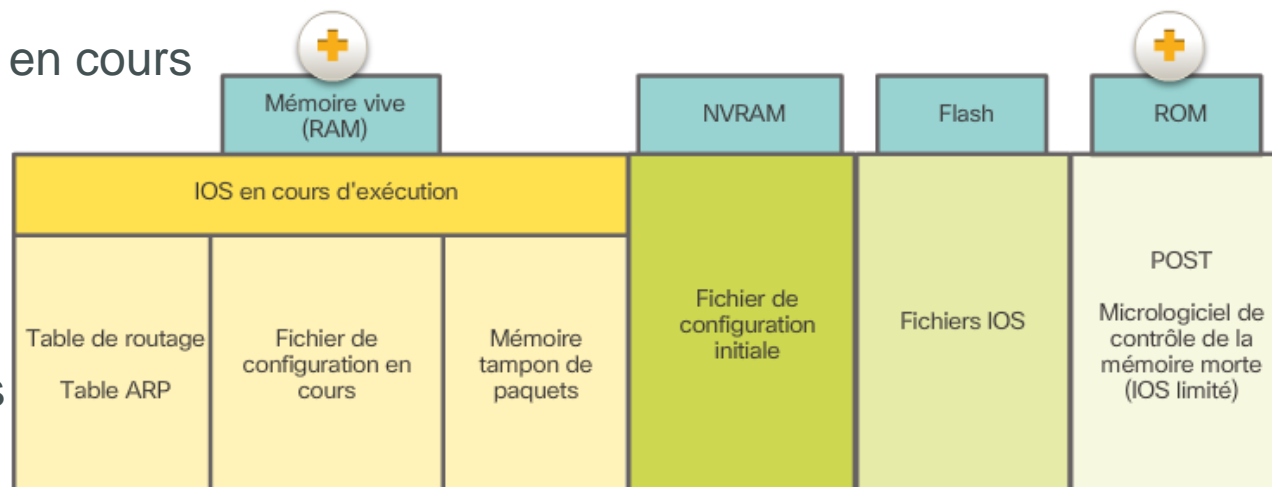 en cours
Mémoire vive
(RAM)
NVRAM
Flash
ROM
IOS en cours d'exécution
Table de routage
Table ARP
Fichier de
configuration en
cours
Mémoire
tampon de
paquets
Fichier de
configuration
initiale
Fichiers IOS
POST
Micrologiciel de
contrôle de la
mémoire morte
(IOS limité)